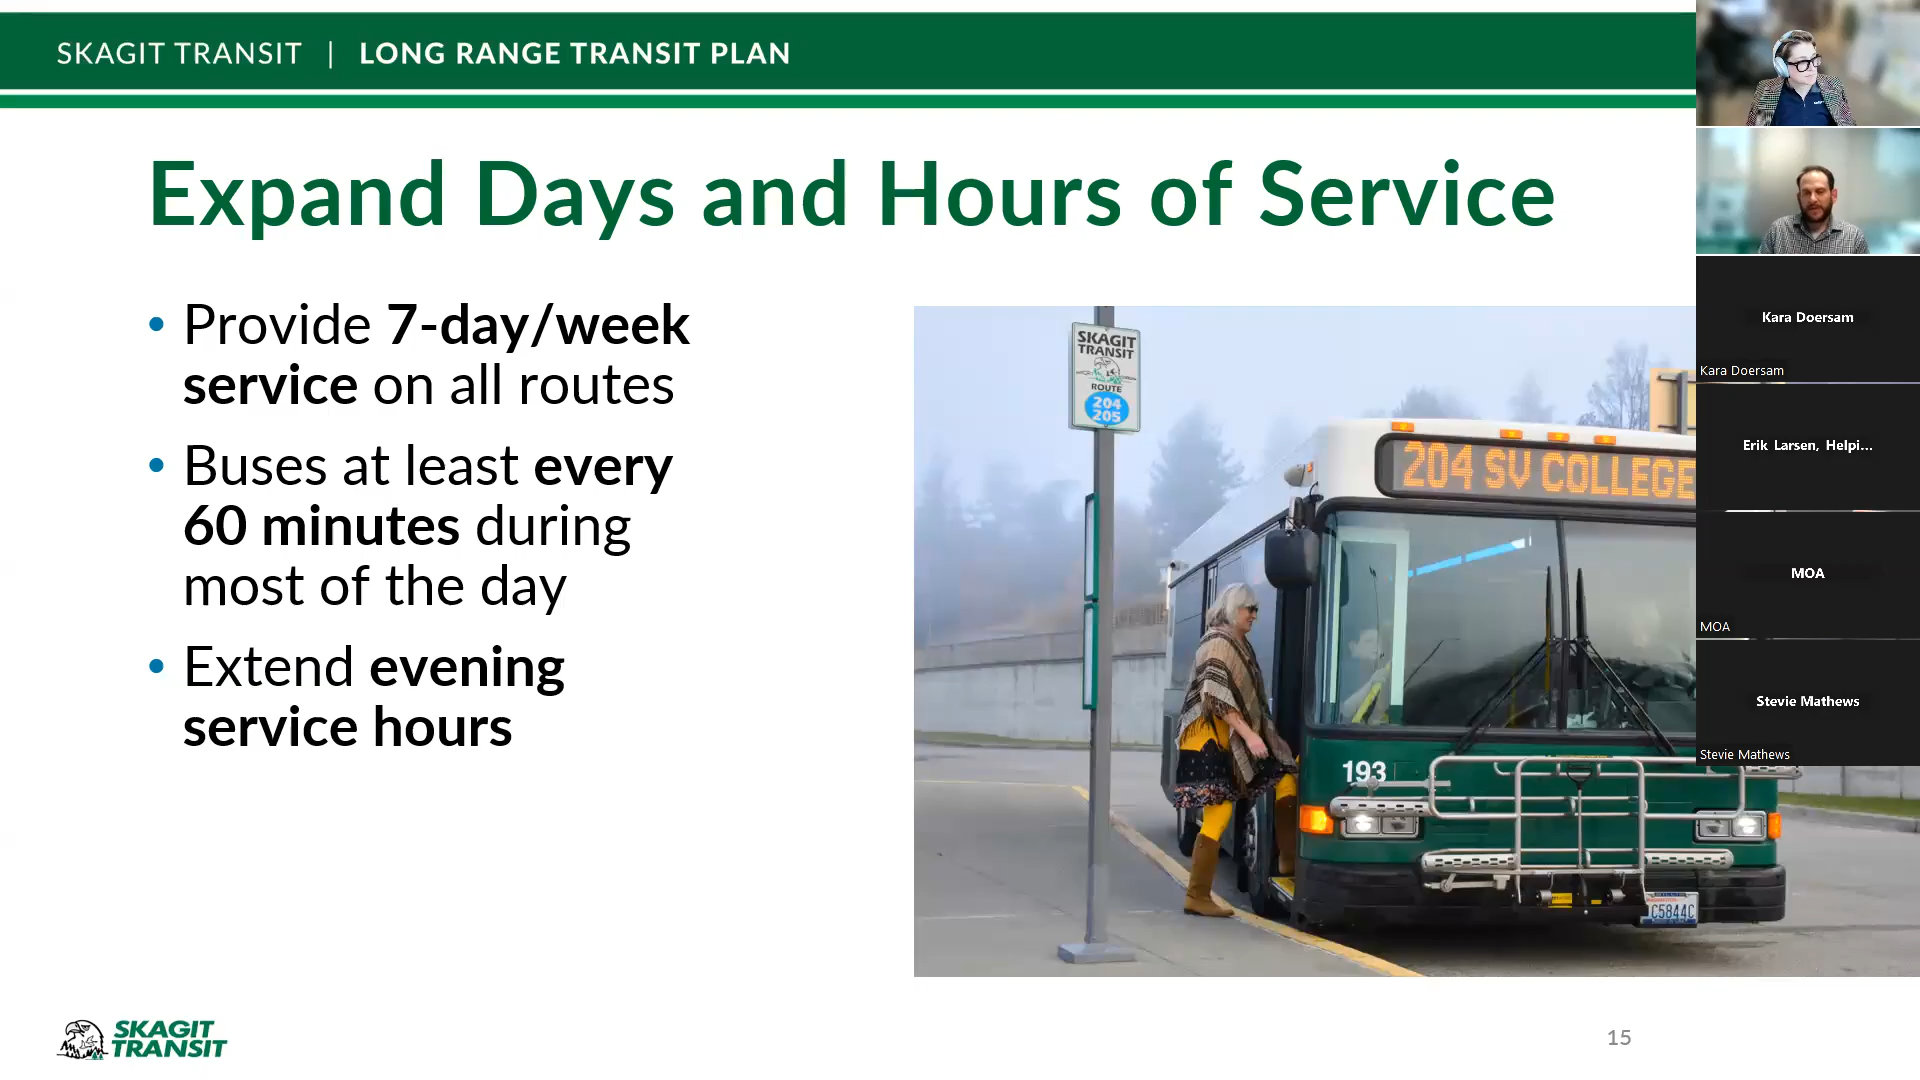 SKAGIT TRANSIT | LONG RANGE TRANSIT PLAN
Expand Days and Hours of Service
• Provide 7-day/week
service on all routes
• Buses at least every
60 minutes during
most of the day
• Extend evening
service hours
SKAGIT
TRANSIT
ROUTE
204
205
204 SV COLLEGE
193
C5844C
Kara Doersam
Kara Doersam
Erik Larsen, Helpi...
MOA
MOA
Stevie Mathews
Stevie Mathews
SKAGIT
TRANSIT
15